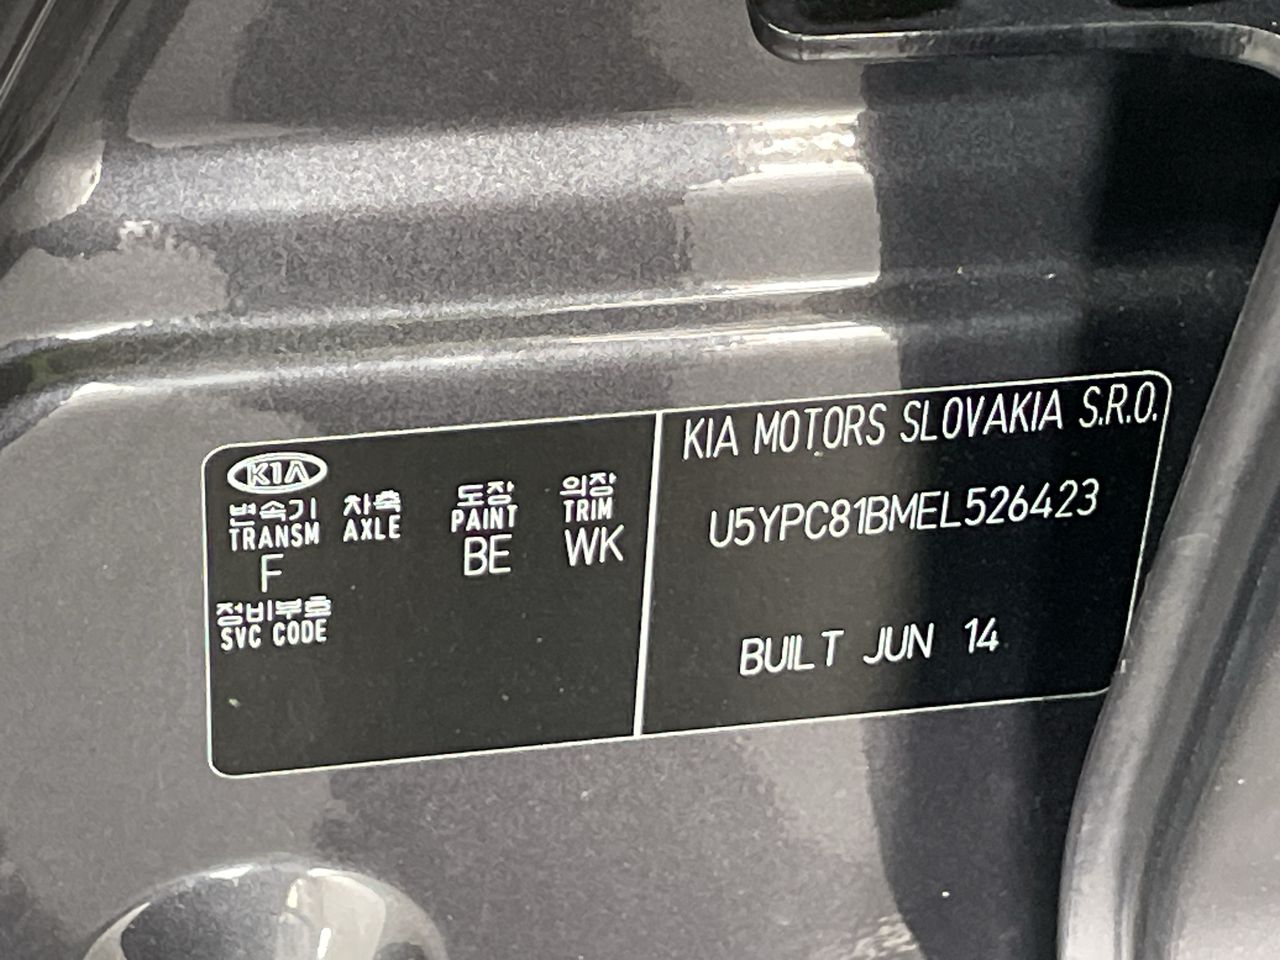 KIA
변속기 차축 도장 의장
TRANSM AXLE PAINT TRIM
F BE WK
정비부호
SVC CODE
KIA MOTORS SLOVAKIA S.R.O.
U5YPC81BMEL526423
BUILT JUN 14